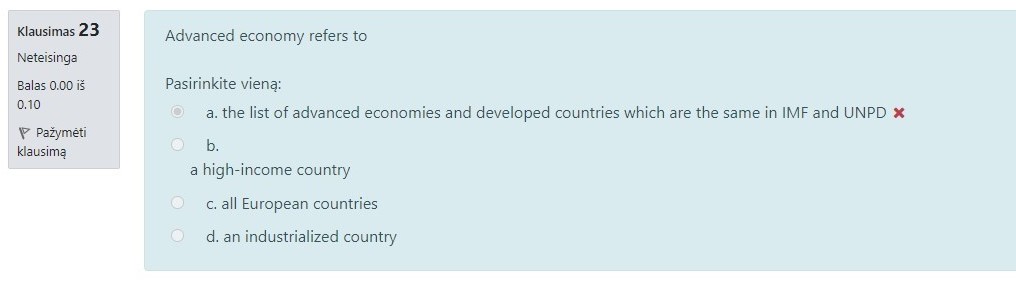 Klausimas 23
Neteisinga
Balas 0.00 iš
0.10
Pažymėti
klausimą
Advanced economy refers to
Pasirinkite vieną:
a. the list of advanced economies and developed countries which are the same in IMF and UNPD
b.
a high-income country
c. all European countries
d. an industrialized country